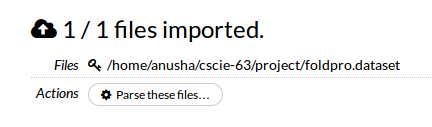 1 / 1 files imported.
Files /home/anusha/cscie-63/project/foldpro.dataset
Actions Parse these files...